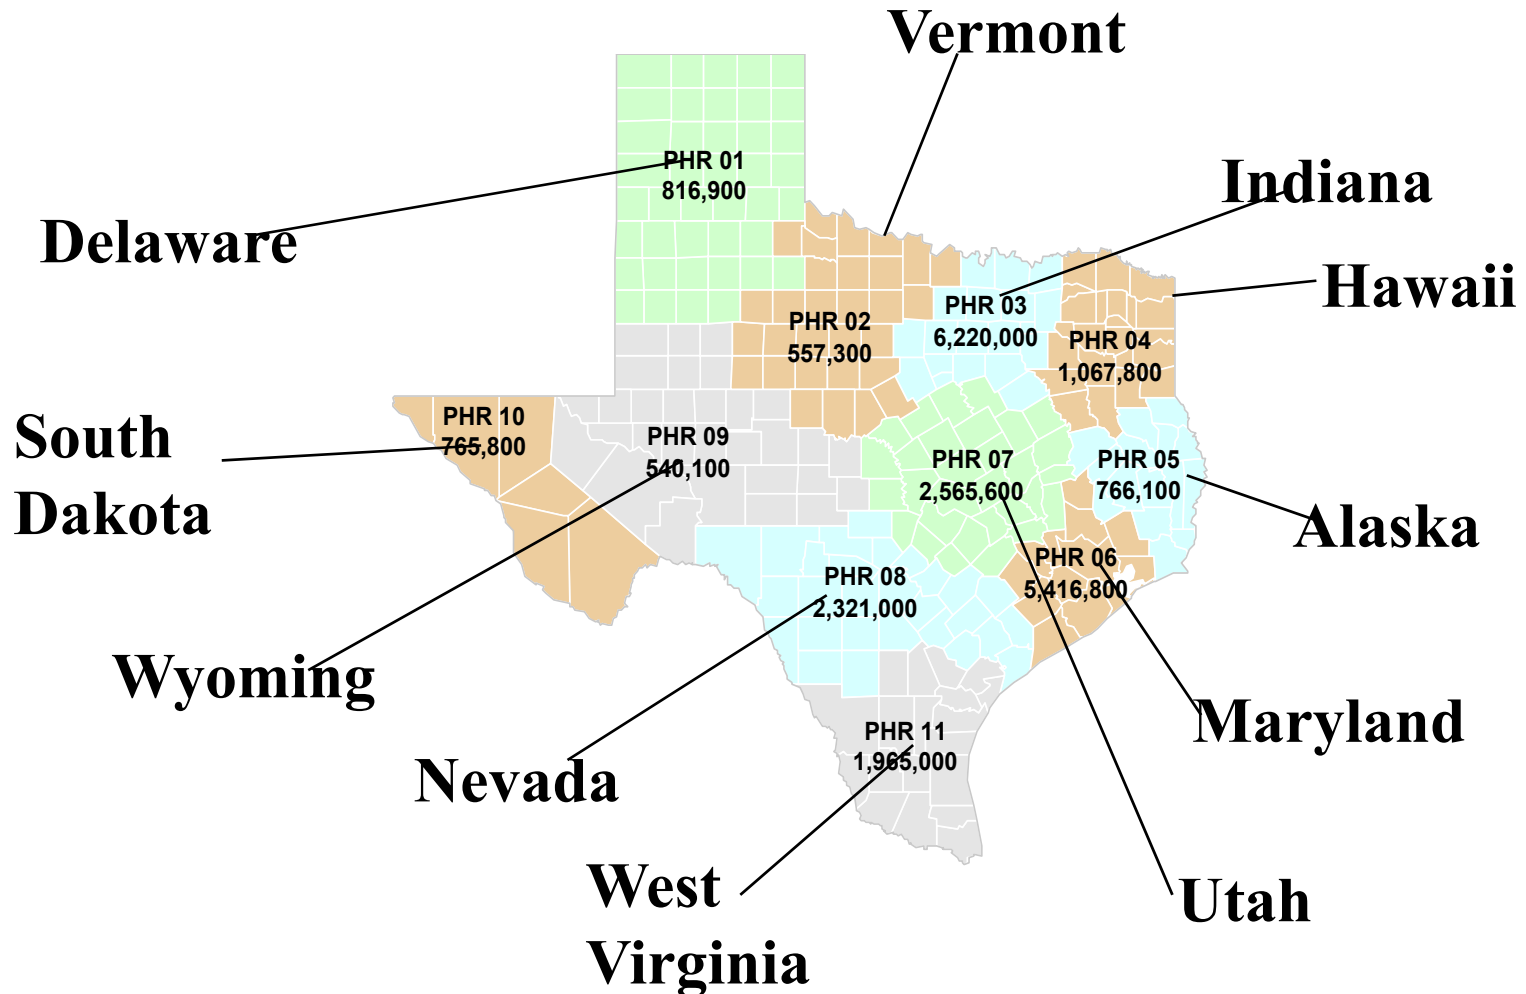 Vermont
PHR 01
816,900
Indiana
Delaware
Hawaii
PHR 03
6,220,000
PHR 02
557,300
PHR 04
1,067,800
South
Dakota
PHR 10
765,800
PHR 09
540,100
PHR 07
2,565,600
PHR 05
766,100
Alaska
PHR 06
5,416,800
PHR 08
2,321,000
Wyoming
Maryland
PHR 11
1,965,000
Nevada
West
Virginia
Utah